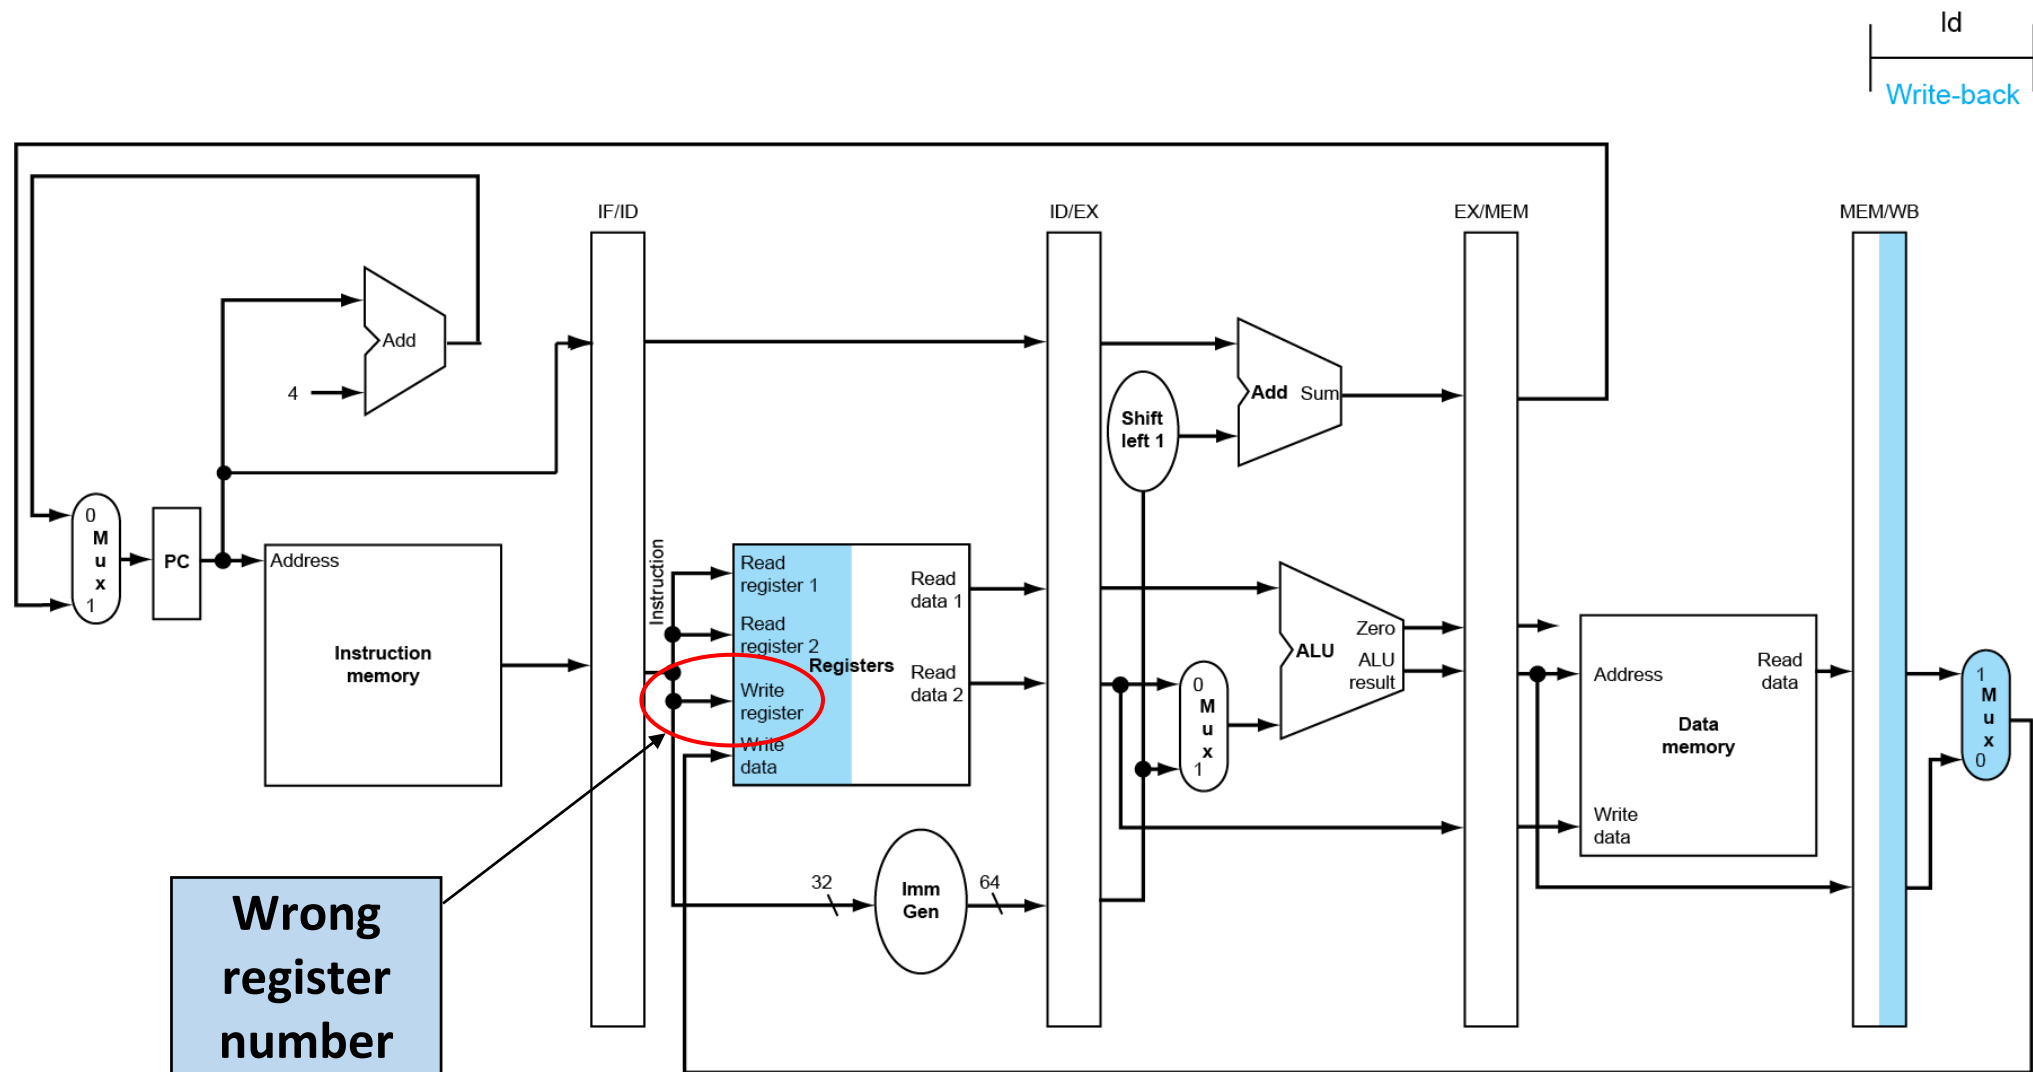 ld
Write-back
IF/ID
ID/EX
EX/MEM
MEM/WB
Add
4
Add Sum
Shift
left 1
0
M
u
x
1
PC
Address
Instruction
memory
Instruction
Read
register 1
Read
register 2
Write
register
Write
data
Registers
Read
data 1
Read
data 2
0
M
u
x
1
ALU
Zero
ALU
result
Address
Read
data
Data
memory
Write
data
1
M
u
x
0
32
Imm
Gen
64
Wrong
register
number